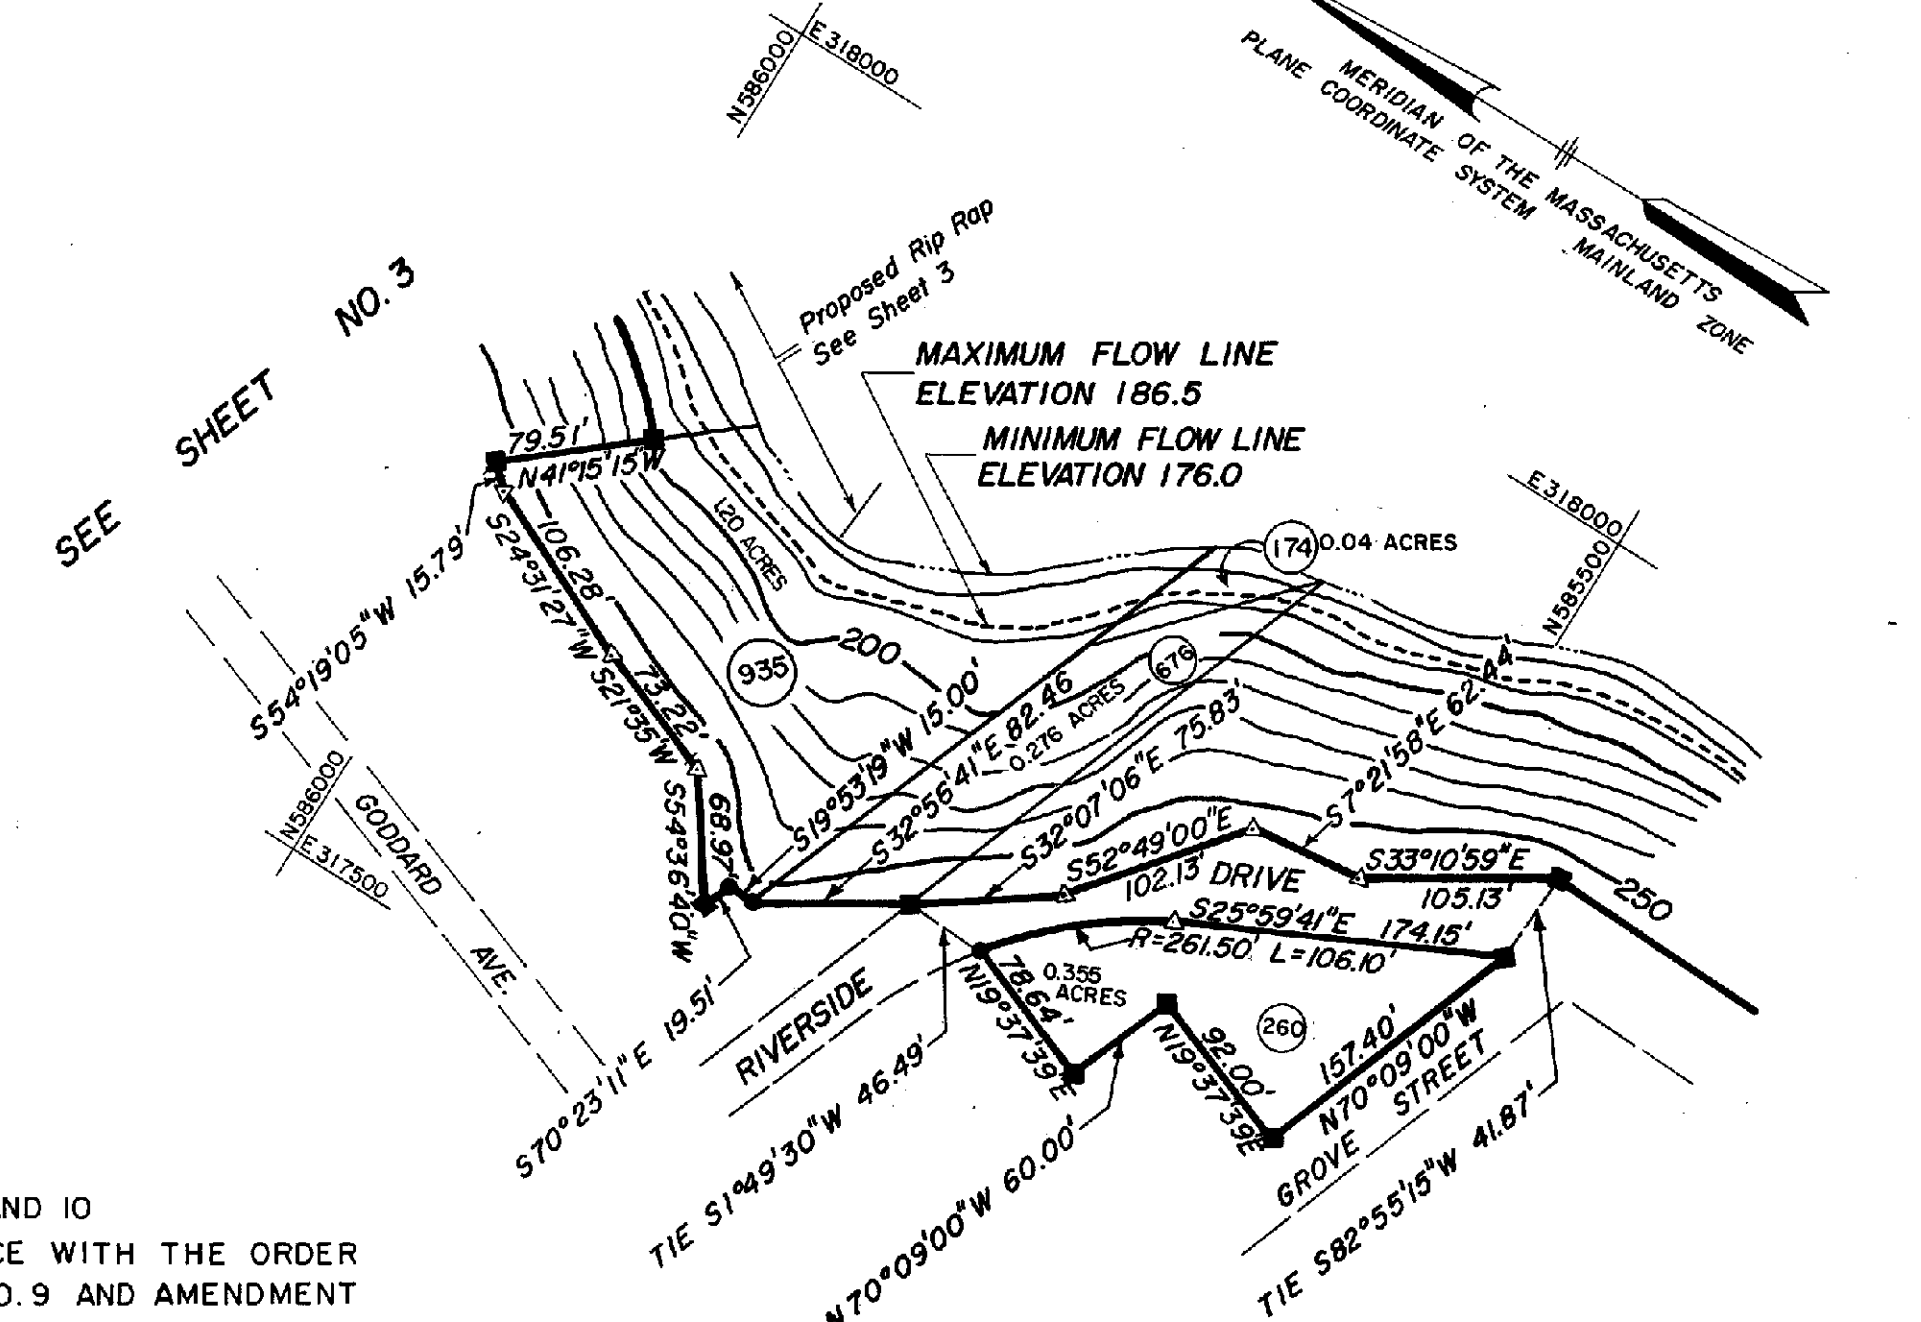 N586000
E318000
MERIDIAN OF THE MASSACHUSETTS
PLANE COORDINATE SYSTEM MAINLAND ZONE
SEE SHEET NO. 3
Proposed Rip Rap
See Sheet 3
MAXIMUM FLOW LINE
ELEVATION 186.5
MINIMUM FLOW LINE
ELEVATION 176.0
79.51'
N41°15'15"W
S54°19'05"W 15.79'
106.28'
S24°31'27"W
1.20 ACRES
174
0.04 ACRES
E318000
N585500
73.22'
S21°35'W
935
200
676
0.276 ACRES
68.97'
S54°36'40"W
S19°53'19"W 15.00'
S32°56'41"E 82.46
S32°07'06"E 75.83'
S52°49'00"E
102.13'
S7°21'58"E 62.44'
S33°10'59"E
105.13'
250
N586000
E317500
GODDARD AVE.
RIVERSIDE DRIVE
S25°59'41"E 174.15'
R=261.50' L=106.10'
78.64'
N19°37'39"E
0.355
ACRES
260
92.00'
N19°37'39"E
157.40'
N70°09'00"W
GROVE STREET
S70°23'11"E 19.51'
TIE S1°49'30"W 46.49'
N70°09'00"W 60.00'
TIE S82°55'15"W 41.87'
AND 10
CE WITH THE ORDER
O. 9 AND AMENDMENT